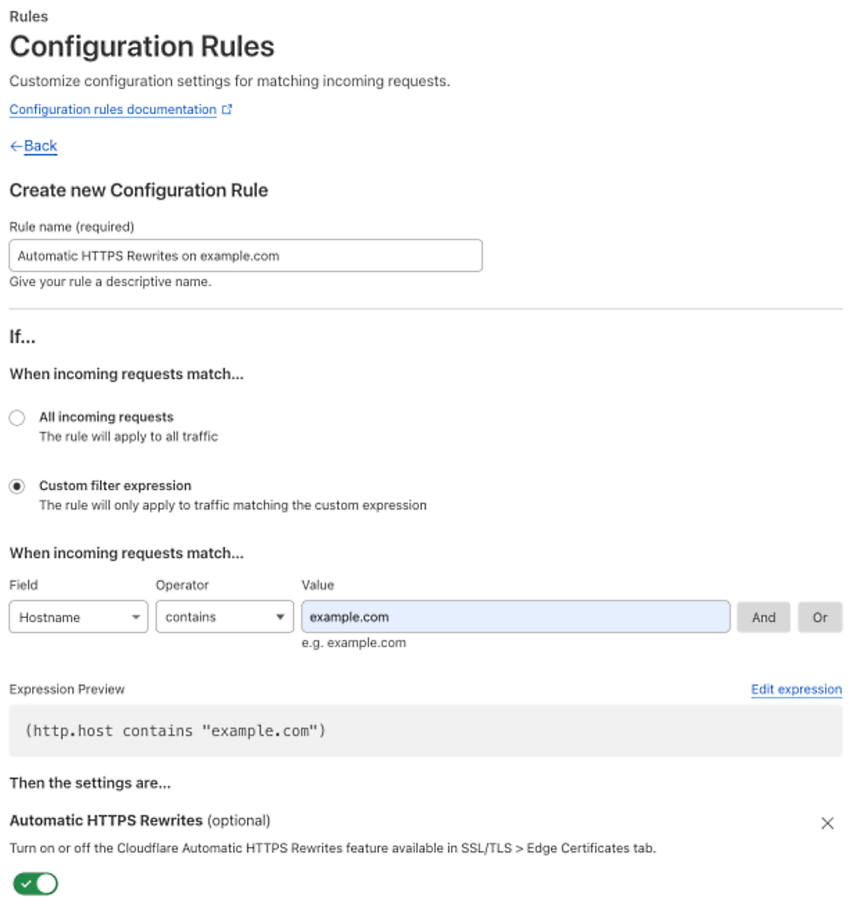 Rules
Configuration Rules
Customize configuration settings for matching incoming requests.
Configuration rules documentation
←Back
Create new Configuration Rule
Rule name (required)
Automatic HTTPS Rewrites on example.com
Give your rule a descriptive name.
If...
When incoming requests match...
All incoming requests
The rule will apply to all traffic
Custom filter expression
The rule will only apply to traffic matching the custom expression
When incoming requests match...
Field Operator Value
Hostname contains example.com And Or
e.g. example.com
Expression Preview Edit expression
(http.host contains "example.com")
Then the settings are...
Automatic HTTPS Rewrites (optional)
Turn on or off the Cloudflare Automatic HTTPS Rewrites feature available in SSL/TLS > Edge Certificates tab.